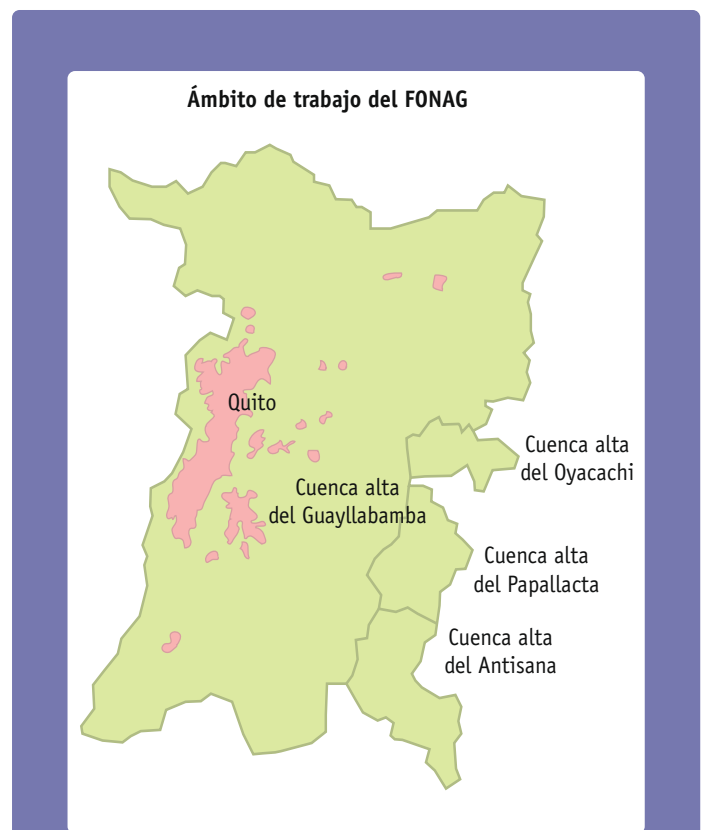 Ámbito de trabajo del FONAG
Quito
Cuenca alta
del Oyacachi
Cuenca alta
del Guayllabamba
Cuenca alta
del Papallacta
Cuenca alta
del Antisana